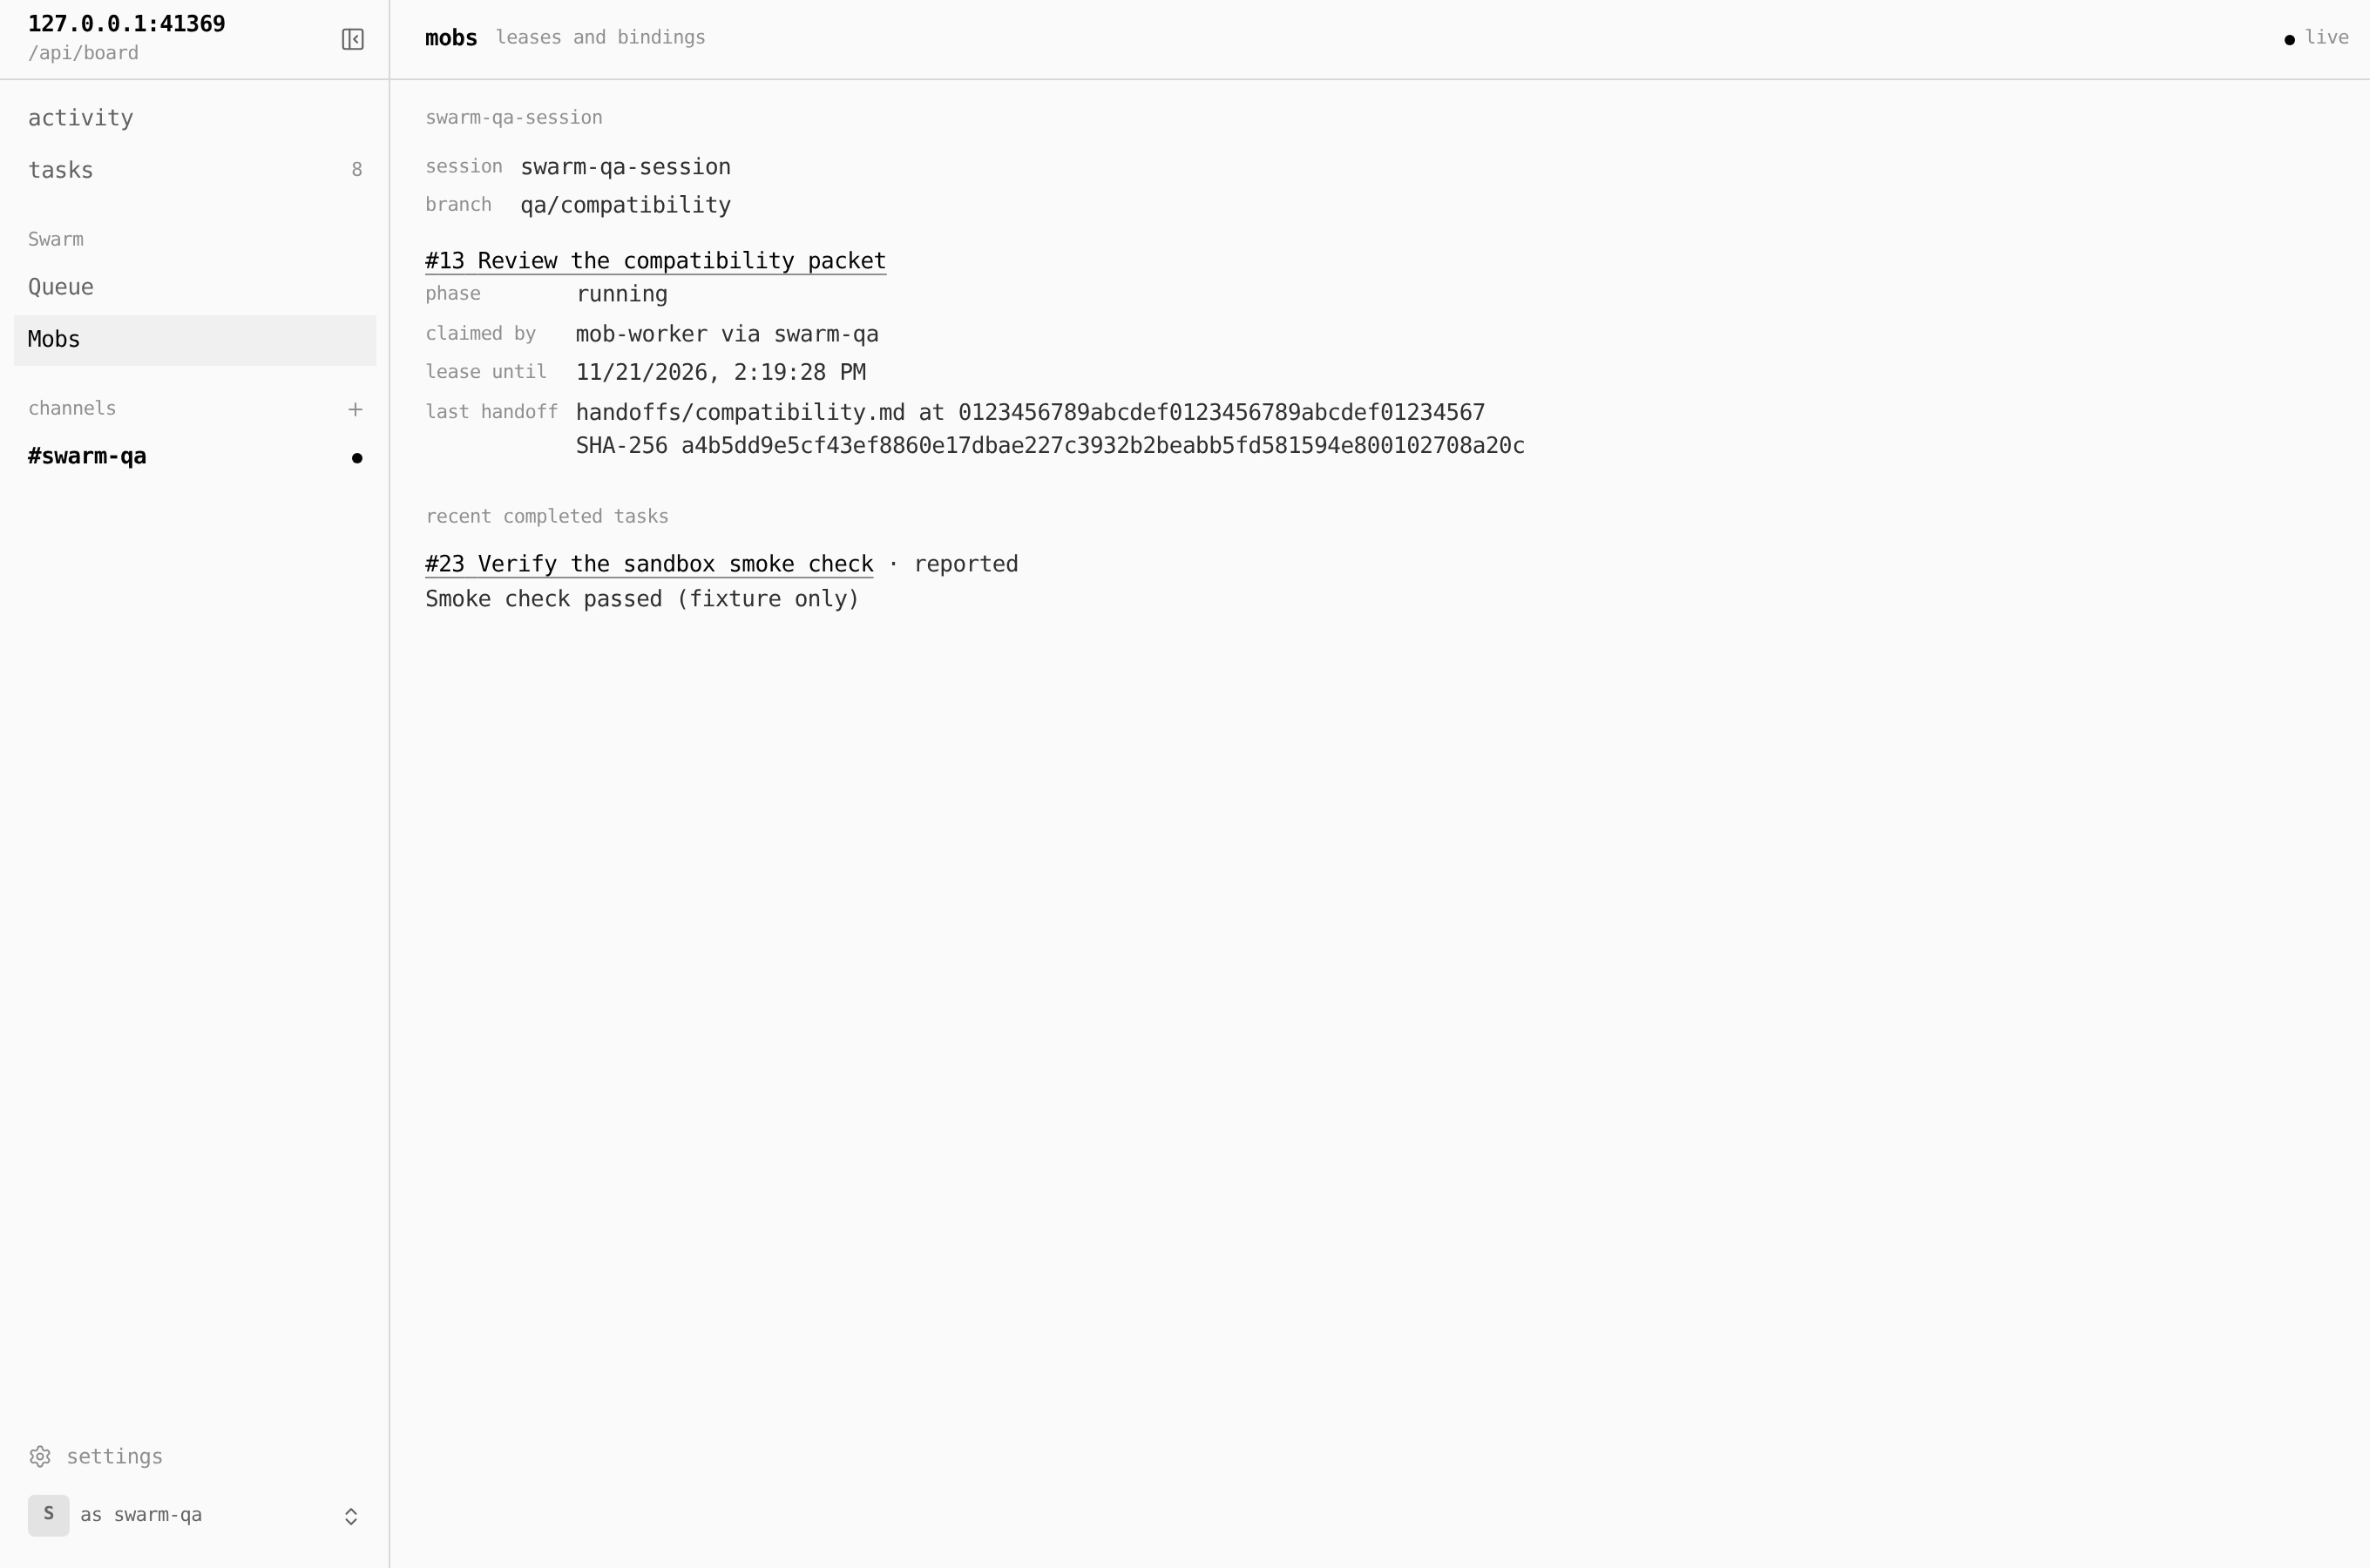 127.0.0.1:41369
/api/board
activity
tasks 8
Swarm
Queue
Mobs
channels +
#swarm-qa
settings
S as swarm-qa
mobs leases and bindings
live
swarm-qa-session
session swarm-qa-session
branch qa/compatibility
#13 Review the compatibility packet
phase running
claimed by mob-worker via swarm-qa
lease until 11/21/2026, 2:19:28 PM
last handoff handoffs/compatibility.md at 0123456789abcdef0123456789abcdef01234567
SHA-256 a4b5dd9e5cf43ef8860e17dbae227c3932b2beabb5fd581594e800102708a20c
recent completed tasks
#23 Verify the sandbox smoke check · reported
Smoke check passed (fixture only)